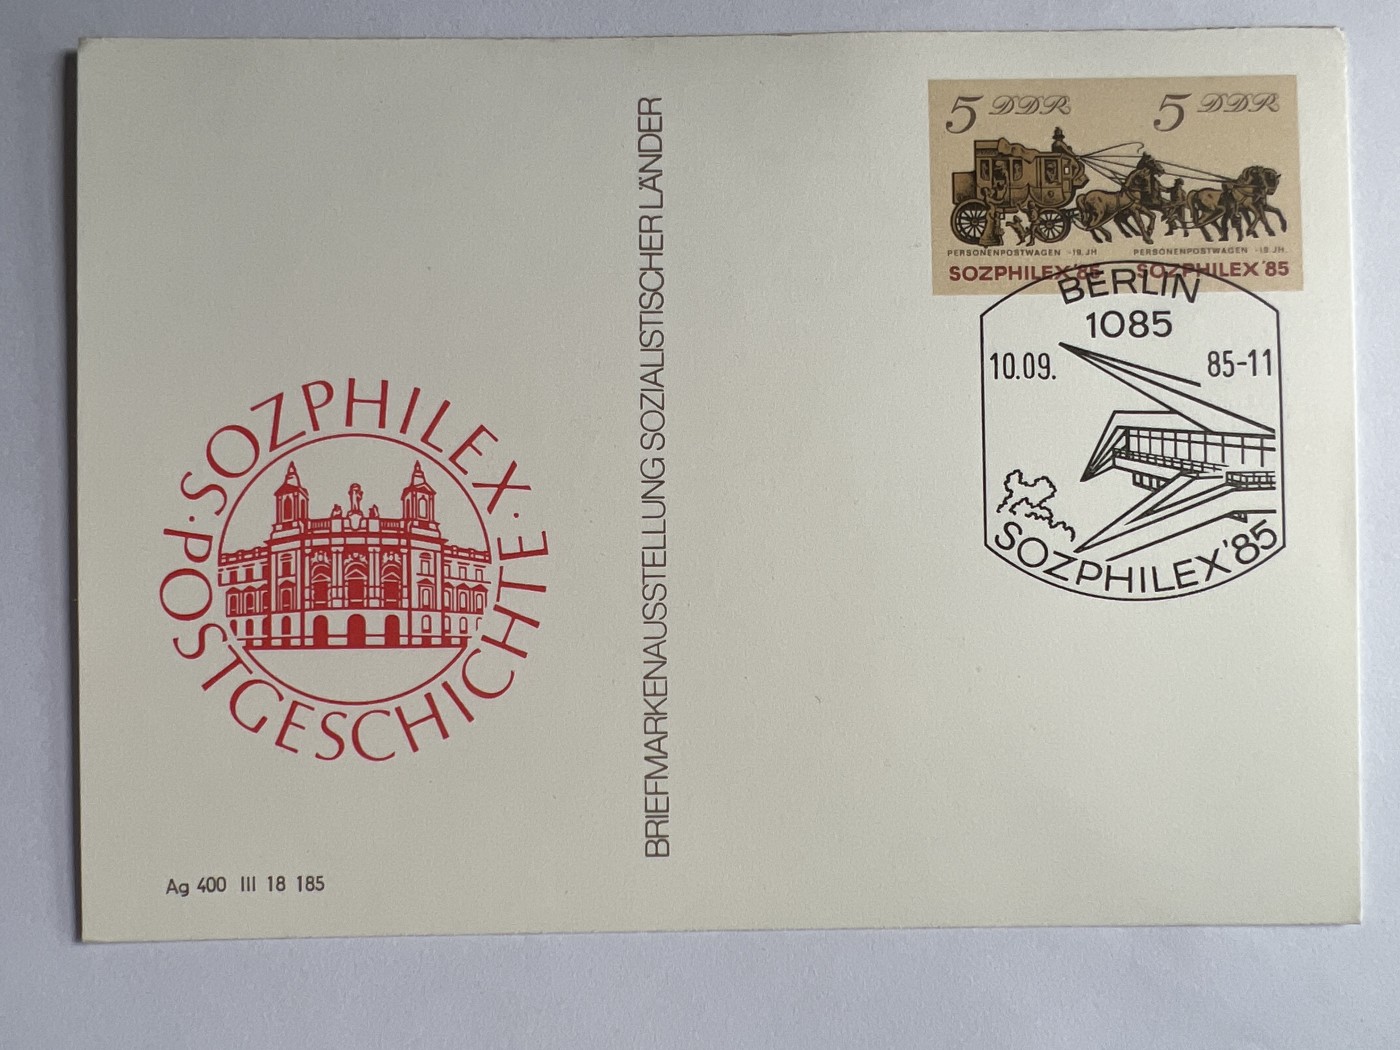 5 DDR 5 DDR
PERSONENPOSTWAGEN - 19. JH. PERSONENPOSTWAGEN - 19. JH.
SOZPHILEX '85 SOZPHILEX '85
BERLIN
1085
10.09. 85-11
SOZPHILEX '85
BRIEFMARKENAUSSTELLUNG SOZIALISTISCHER LÄNDER
· SOZPHILEX ·
POSTGESCHICHTE
Ag 400 III 18 185